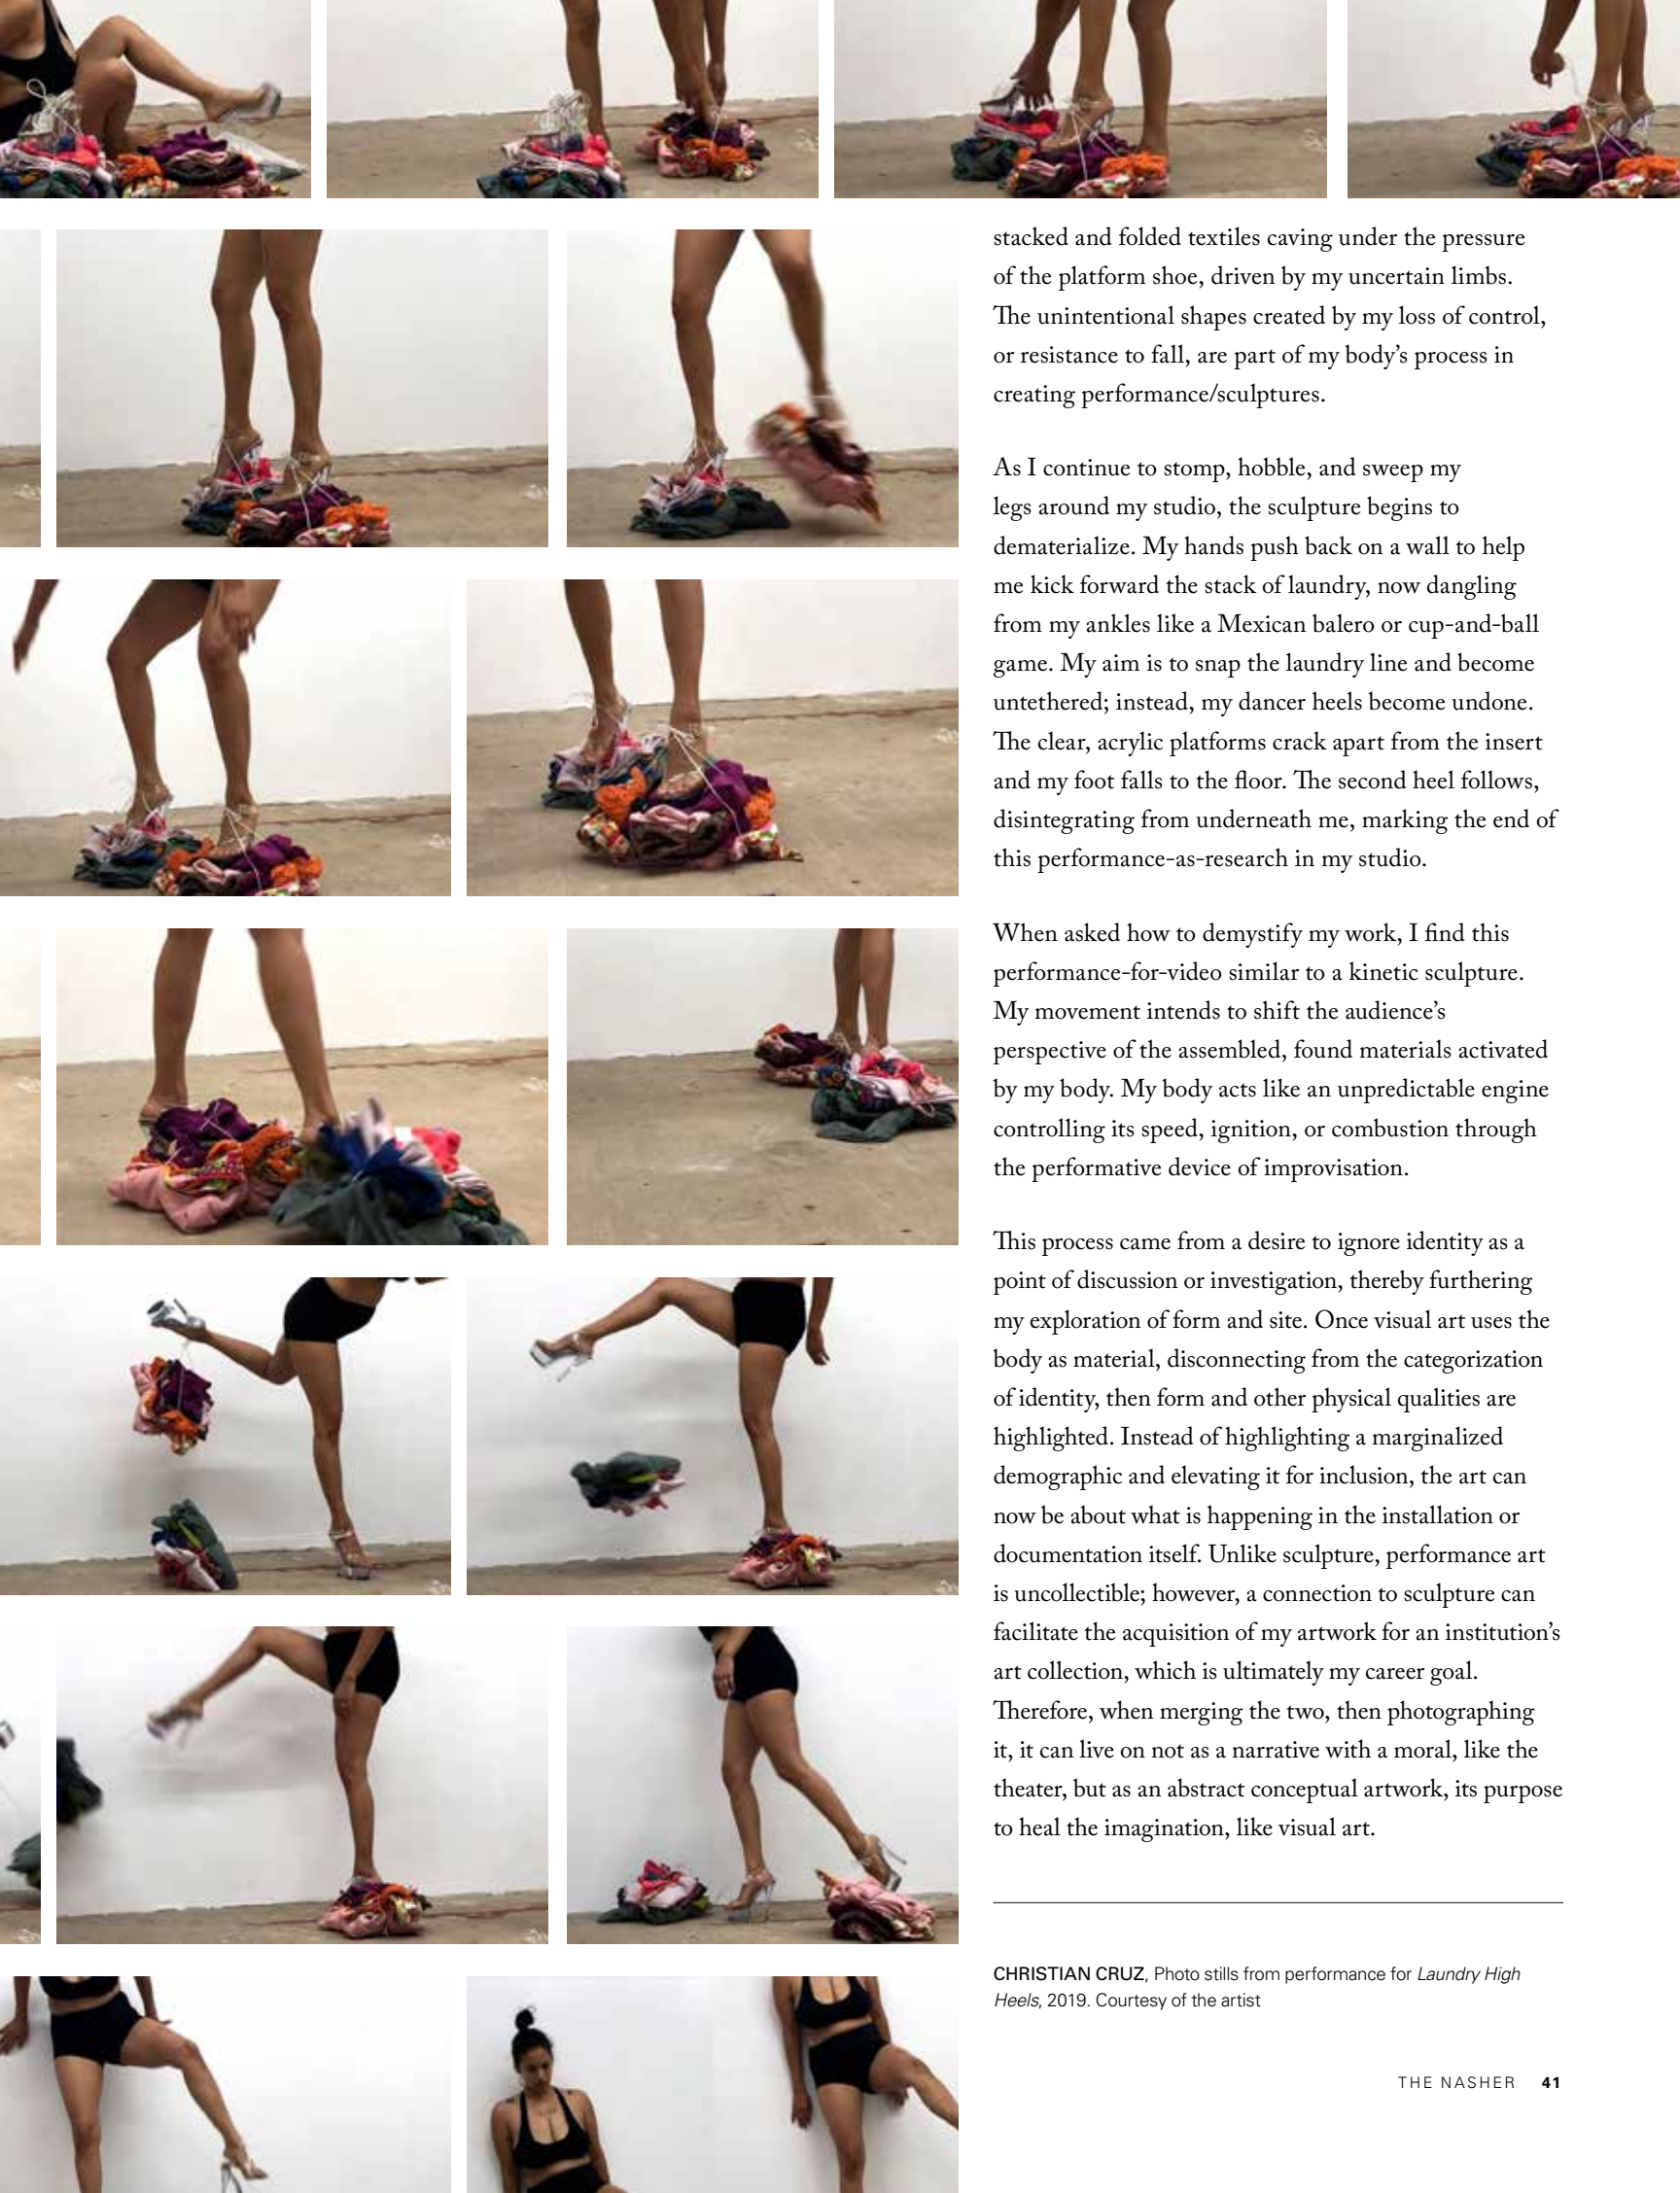 stacked and folded textiles caving under the pressure
of the platform shoe, driven by my uncertain limbs.
The unintentional shapes created by my loss of control,
or resistance to fall, are part of my body’s process in
creating performance/sculptures.
As I continue to stomp, hobble, and sweep my
legs around my studio, the sculpture begins to
dematerialize. My hands push back on a wall to help
me kick forward the stack of laundry, now dangling
from my ankles like a Mexican balero or cup-and-ball
game. My aim is to snap the laundry line and become
untethered; instead, my dancer heels become undone.
The clear, acrylic platforms crack apart from the insert
and my foot falls to the floor. The second heel follows,
disintegrating from underneath me, marking the end of
this performance-as-research in my studio.
When asked how to demystify my work, I find this
performance-for-video similar to a kinetic sculpture.
My movement intends to shift the audience’s
perspective of the assembled, found materials activated
by my body. My body acts like an unpredictable engine
controlling its speed, ignition, or combustion through
the performative device of improvisation.
This process came from a desire to ignore identity as a
point of discussion or investigation, thereby furthering
my exploration of form and site. Once visual art uses the
body as material, disconnecting from the categorization
of identity, then form and other physical qualities are
highlighted. Instead of highlighting a marginalized
demographic and elevating it for inclusion, the art can
now be about what is happening in the installation or
documentation itself. Unlike sculpture, performance art
is uncollectible; however, a connection to sculpture can
facilitate the acquisition of my artwork for an institution’s
art collection, which is ultimately my career goal.
Therefore, when merging the two, then photographing
it, it can live on not as a narrative with a moral, like the
theater, but as an abstract conceptual artwork, its purpose
to heal the imagination, like visual art.
CHRISTIAN CRUZ, Photo stills from performance for Laundry High
Heels, 2019. Courtesy of the artist
THE NASHER 41